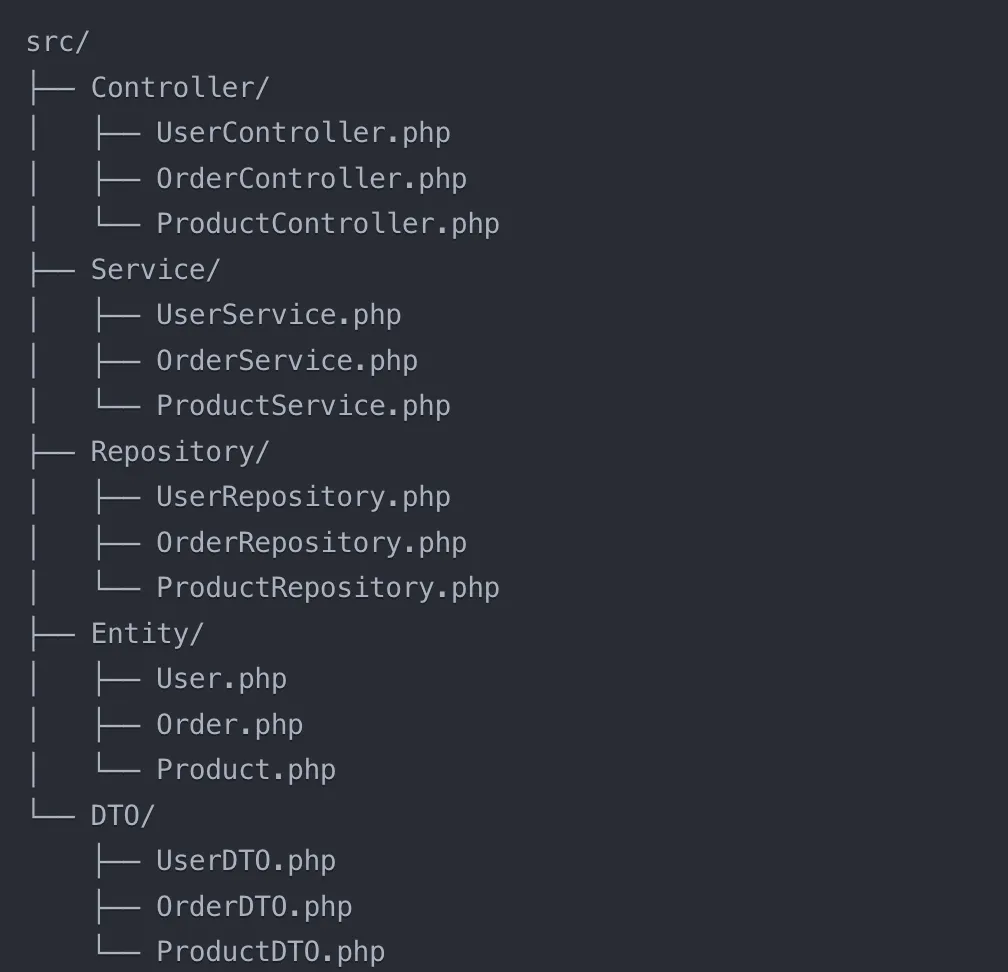 src/
├── Controller/
│   ├── UserController.php
│   ├── OrderController.php
│   └── ProductController.php
├── Service/
│   ├── UserService.php
│   ├── OrderService.php
│   └── ProductService.php
├── Repository/
│   ├── UserRepository.php
│   ├── OrderRepository.php
│   └── ProductRepository.php
├── Entity/
│   ├── User.php
│   ├── Order.php
│   └── Product.php
└── DTO/
    ├── UserDTO.php
    ├── OrderDTO.php
    └── ProductDTO.php